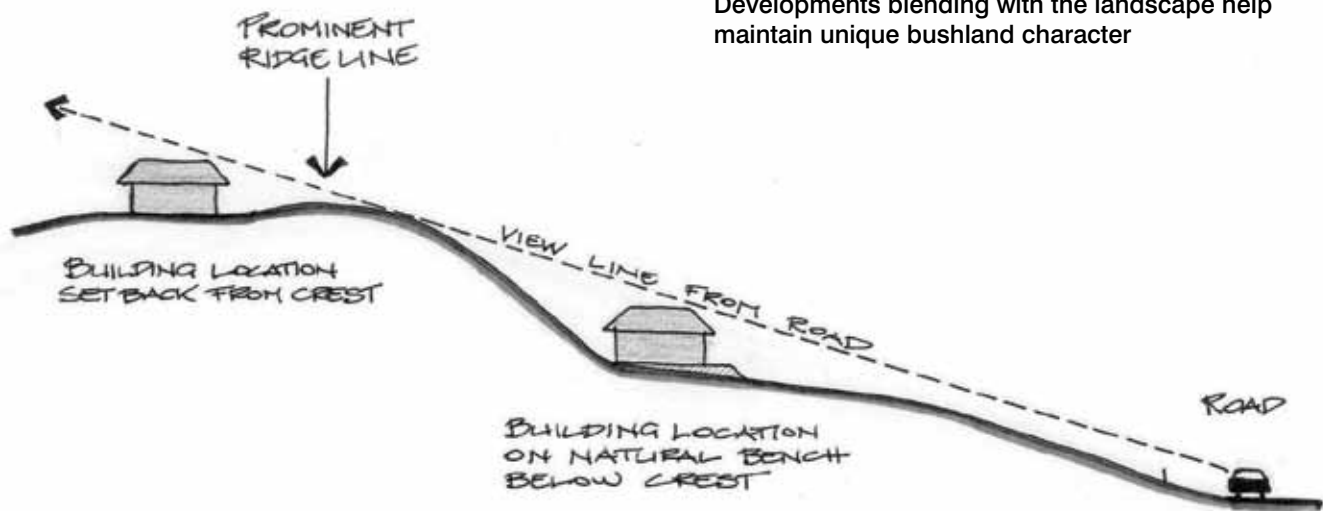 Developments blending with the landscape help
maintain unique bushland character
PROMINENT
RIDGE LINE
VIEW LINE FROM ROAD
BUILDING LOCATION
SET BACK FROM CREST
ROAD
BUILDING LOCATION
ON NATURAL BENCH
BELOW CREST